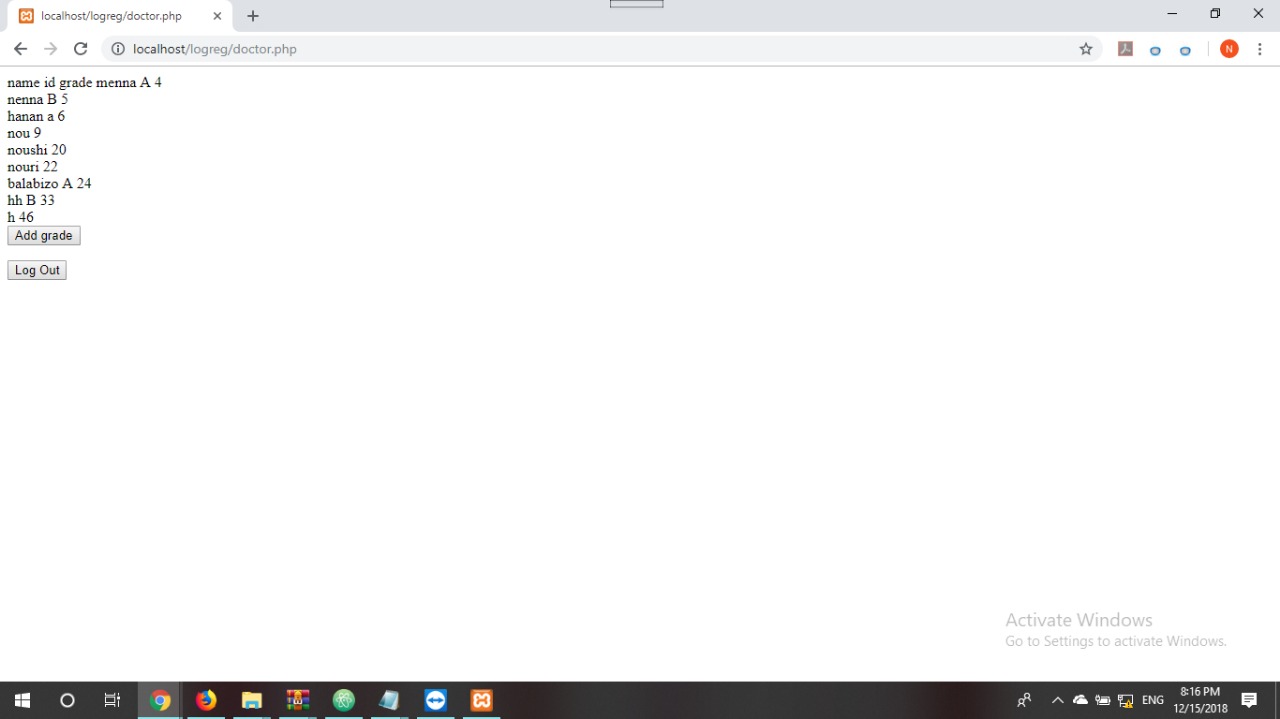 localhost/logreg/doctor.php
localhost/logreg/doctor.php
N
name id grade menna A 4
nenna B 5
hanan a 6
nou 9
noushi 20
nouri 22
balabizo A 24
hh B 33
h 46
Add grade
Log Out
Activate Windows
Go to Settings to activate Windows.
ENG
8:16 PM
12/15/2018